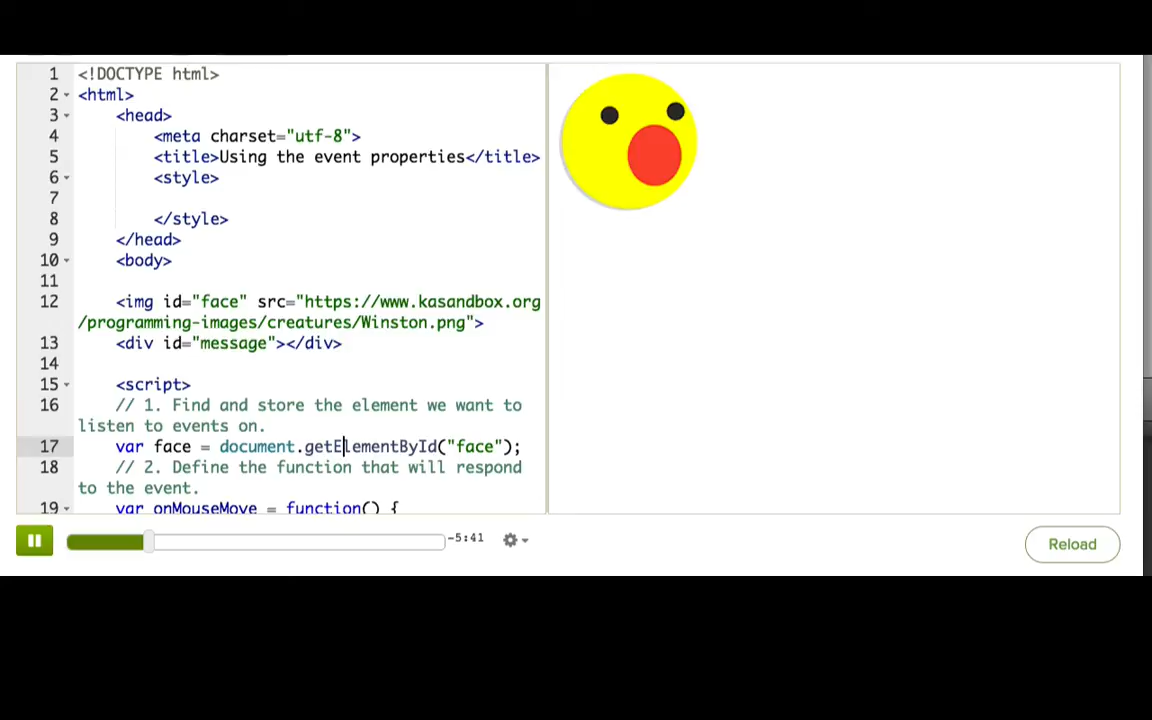 1 <!DOCTYPE html>
2 <html>
3 <head>
4 <meta charset="utf-8">
5 <title>Using the event properties</title>
6 <style>
7
8 </style>
9 </head>
10 <body>
11
12 <img id="face" src="https://www.kasandbox.org
/programming-images/creatures/Winston.png">
13 <div id="message"></div>
14
15 <script>
16 // 1. Find and store the element we want to
listen to events on.
17 var face = document.getElementById("face");
18 // 2. Define the function that will respond
to the event.
19 var onMouseMove = function() {
-5:41
Reload